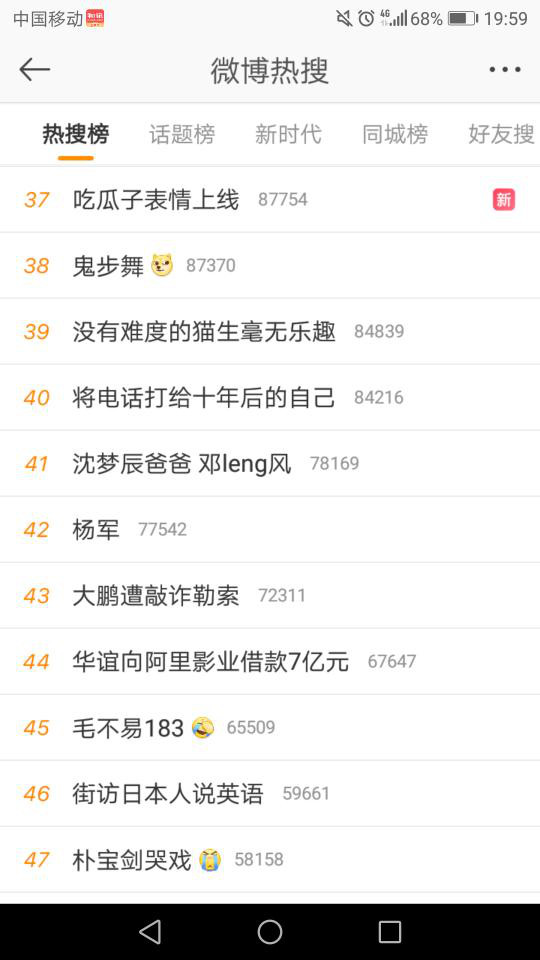 中国移动 和讯 4G 68% 19:59
微博热搜
热搜榜 话题榜 新时代 同城榜 好友搜
37 吃瓜子表情上线 87754 新
38 鬼步舞 87370
39 没有难度的猫生毫无乐趣 84839
40 将电话打给十年后的自己 84216
41 沈梦辰爸爸 邓leng风 78169
42 杨军 77542
43 大鹏遭敲诈勒索 72311
44 华谊向阿里影业借款7亿元 67647
45 毛不易183 65509
46 街访日本人说英语 59661
47 朴宝剑哭戏 58158